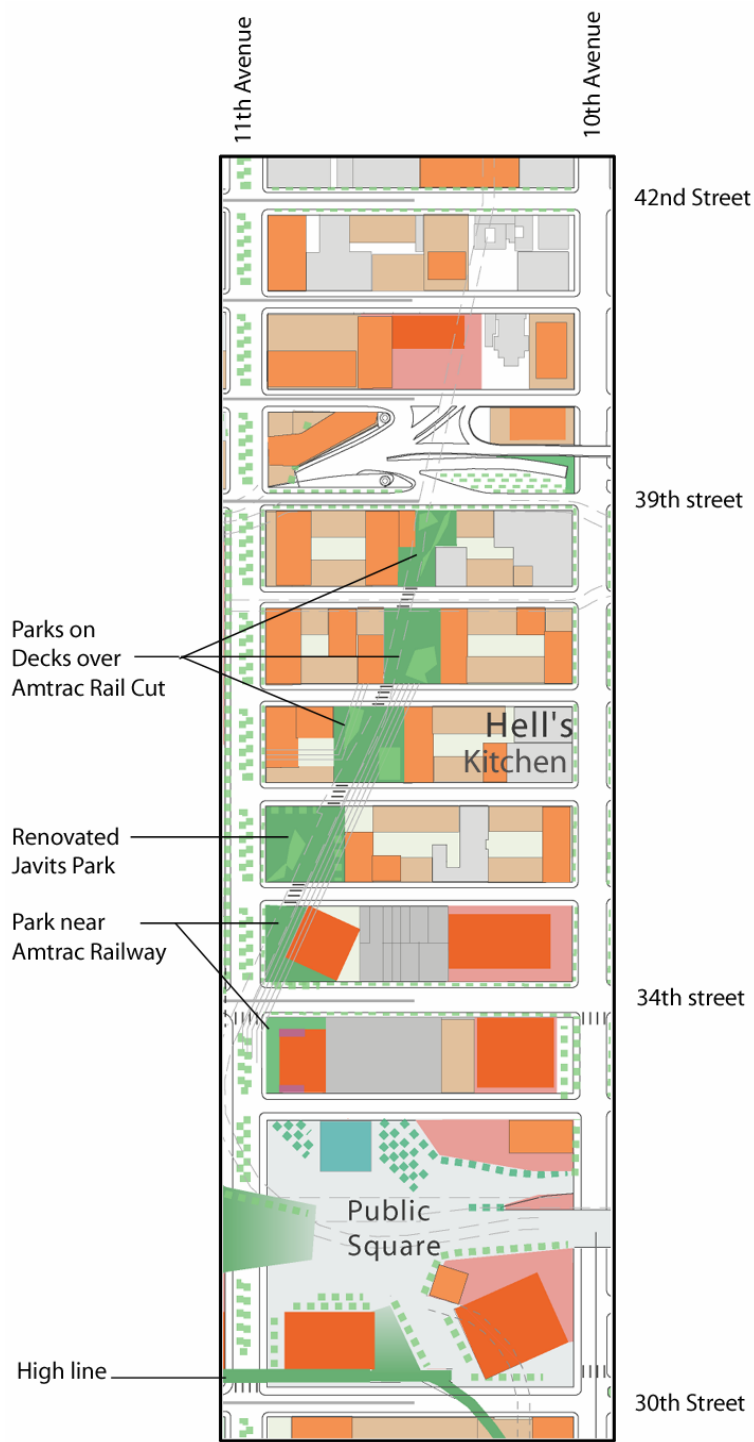 11th Avenue
10th Avenue
42nd Street
39th street
Parks on
Decks over
Amtrac Rail Cut
Hell's
Kitchen
Renovated
Javits Park
Park near
Amtrac Railway
34th street
Public
Square
High line
30th Street